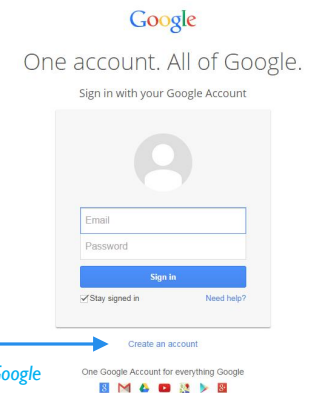 Google
One account. All of Google.
Sign in with your Google Account
Email
Password
Sign in
Stay signed in Need help?
Create an account
Google
One Google Account for everything Google